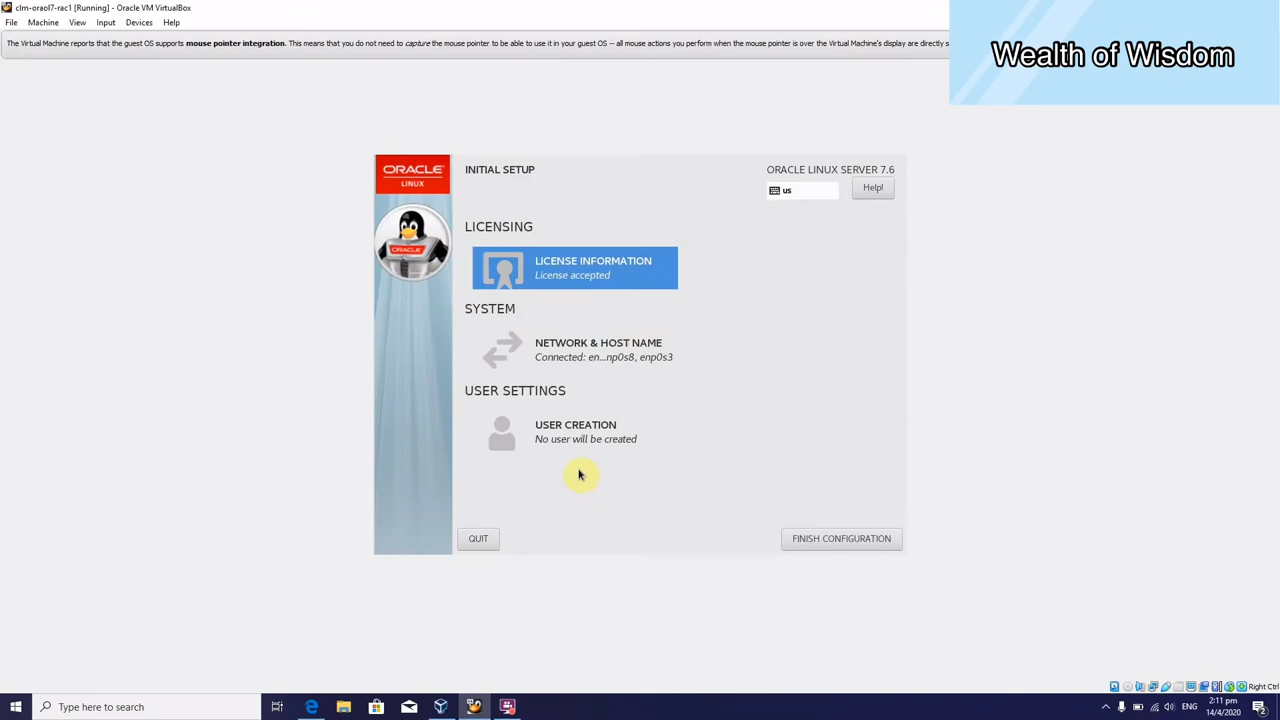 clm-oraol7-rac1 [Running] - Oracle VM VirtualBox
File Machine View Input Devices Help
The Virtual Machine reports that the guest OS supports mouse pointer integration. This means that you do not need to capture the mouse pointer to be able to use it in your guest OS -- all mouse actions you perform when the mouse pointer is over the Virtual Machine's display are directly s
Wealth of Wisdom
ORACLE
LINUX
INITIAL SETUP
ORACLE LINUX SERVER 7.6
us
Help!
ORACLE
LICENSING
LICENSE INFORMATION
License accepted
SYSTEM
NETWORK & HOST NAME
Connected: en...np0s8, enp0s3
USER SETTINGS
USER CREATION
No user will be created
QUIT
FINISH CONFIGURATION
Right Ctrl
Type here to search
ENG
2:11 pm
14/4/2020
2